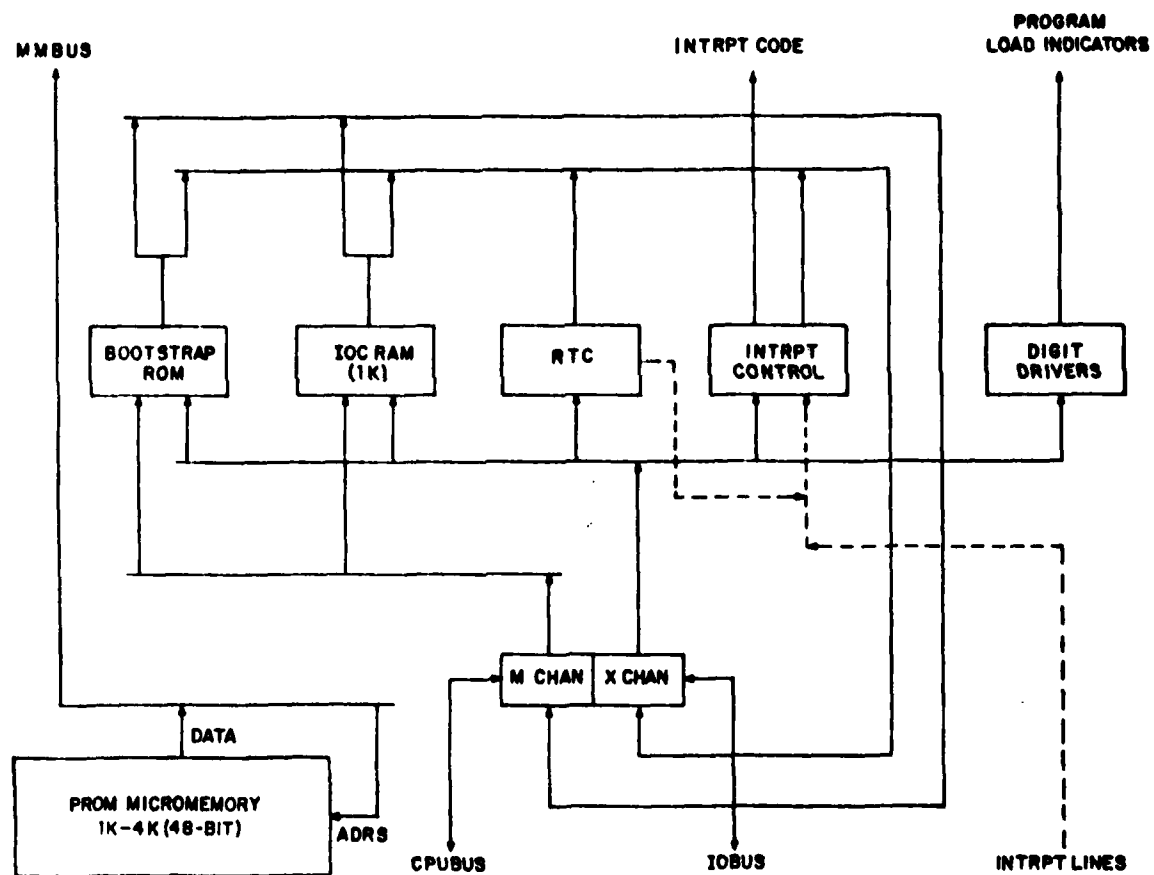 PROGRAM
LOAD INDICATORS
MMBUS
INTRPT CODE
BOOTSTRAP
ROM
IOC RAM
(1K)
RTC
INTRPT
CONTROL
DIGIT
DRIVERS
M CHAN
X CHAN
DATA
PROM MICROMEMORY
1K-4K (48-BIT)
ADRS
CPUBUS
IOBUS
INTRPT LINES